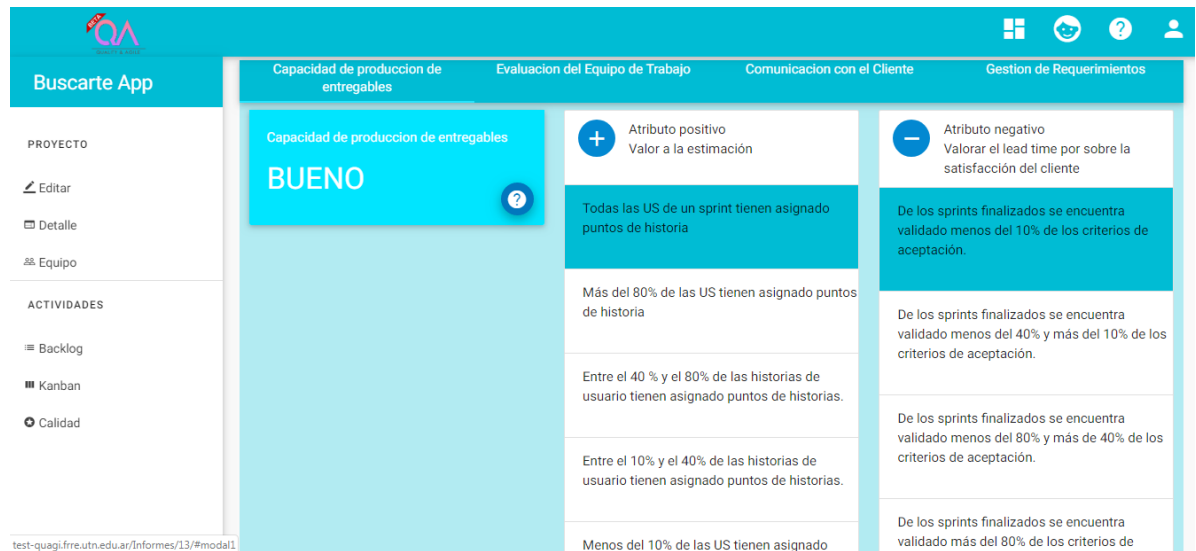 BETA
QA
Buscarte App
PROYECTO
Editar
Detalle
Equipo
ACTIVIDADES
Backlog
Kanban
Calidad
Capacidad de produccion de
entregables
Evaluacion del Equipo de Trabajo
Comunicacion con el Cliente
Gestion de Requerimientos
Capacidad de produccion de entregables
BUENO
Atributo positivo
Valor a la estimación
Todas las US de un sprint tienen asignado
puntos de historia
Más del 80% de las US tienen asignado puntos
de historia
Entre el 40 % y el 80% de las historias de
usuario tienen asignado puntos de historias.
Entre el 10% y el 40% de las historias de
usuario tienen asignado puntos de historias.
Menos del 10% de las US tienen asignado
Atributo negativo
Valorar el lead time por sobre la
satisfacción del cliente
De los sprints finalizados se encuentra
validado menos del 10% de los criterios de
aceptación.
De los sprints finalizados se encuentra
validado menos del 40% y más del 10% de los
criterios de aceptación.
De los sprints finalizados se encuentra
validado menos del 80% y más de 40% de los
criterios de aceptación.
De los sprints finalizados se encuentra
validado más del 80% de los criterios de
test-quagi.frre.utn.edu.ar/Informes/13/#modal1